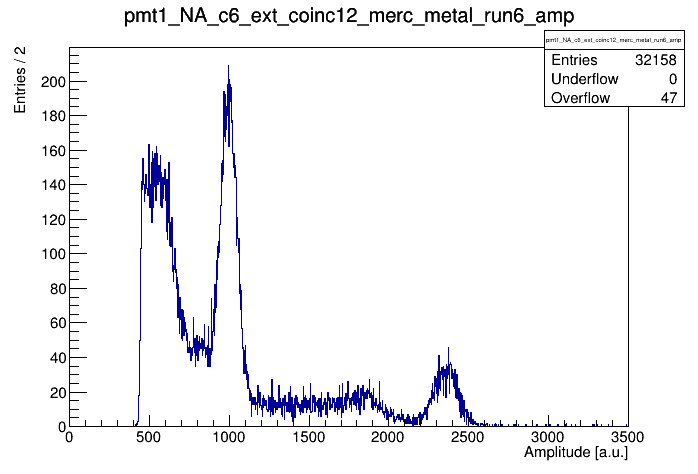 pmt1_NA_c6_ext_coinc12_merc_metal_run6_amp
pmt1_NA_c6_ext_coinc12_merc_metal_run6_amp
Entries 32158
Underflow 0
Overflow 47
Entries / 2
200
180
160
140
120
100
80
60
40
20
0
0 500 1000 1500 2000 2500 3000 3500
Amplitude [a.u.]